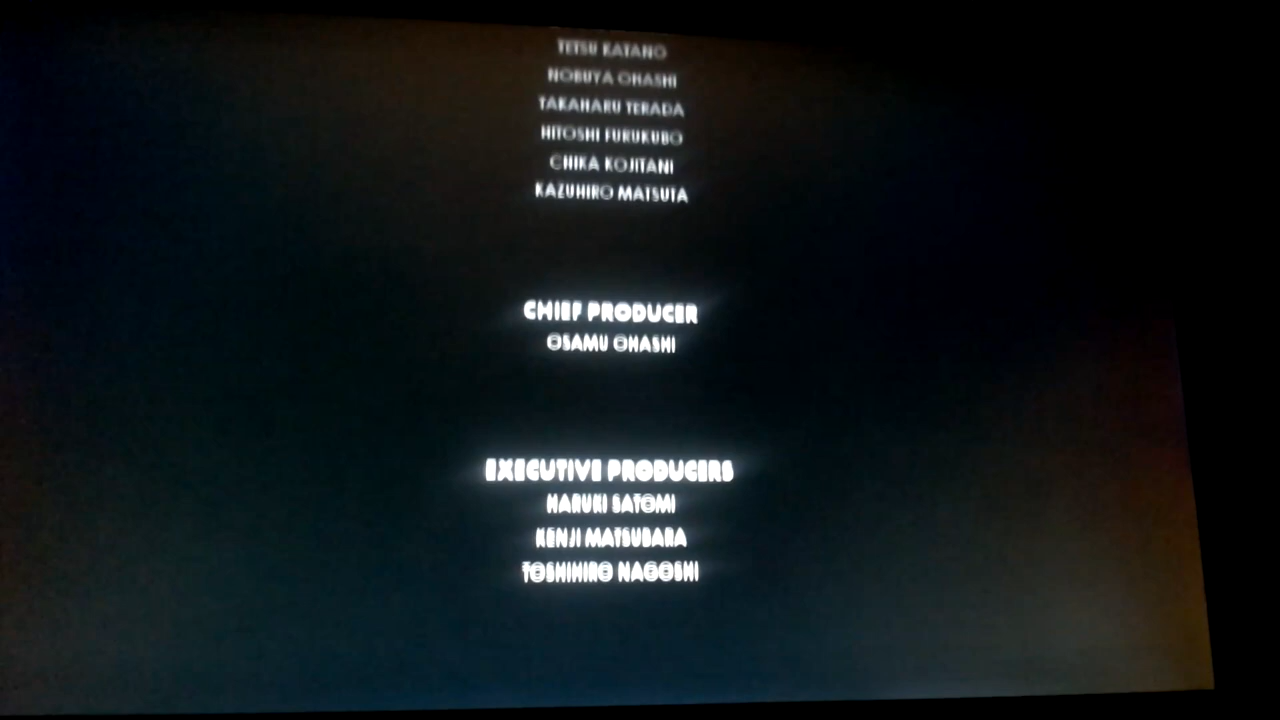 TETSU KATANO
NOBUYA OHASHI
TAKAHARU TERADA
HITOSHI FURUKUBO
CHIKA KOJITANI
KAZUHIRO MATSUTA
CHIEF PRODUCER
OSAMU OHASHI
EXECUTIVE PRODUCERS
HARUKI SATOMI
KENJI MATSUBARA
TOSHIHIRO NAGOSHI